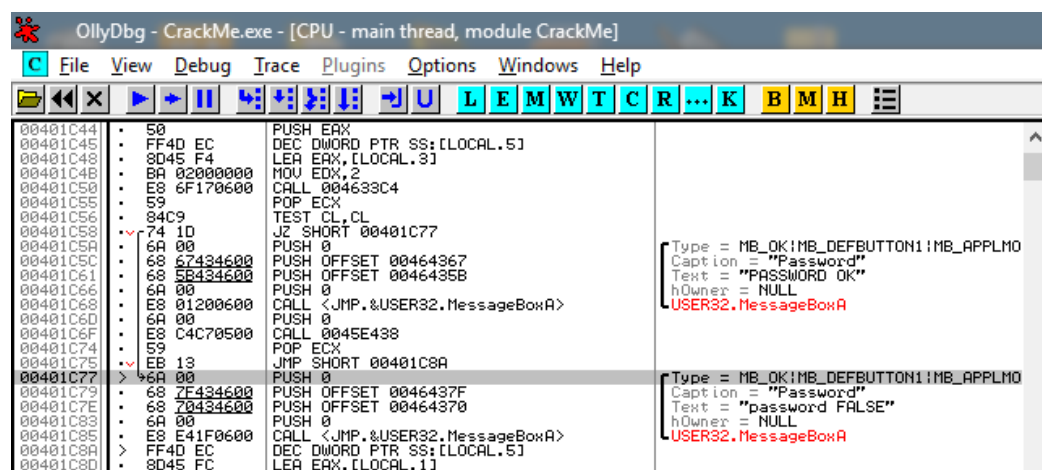 OllyDbg - CrackMe.exe - [CPU - main thread, module CrackMe]
C File View Debug Trace Plugins Options Windows Help
L E M W T C R ... K B M H
00401C44 · 50 PUSH EAX
00401C45 · FF4D EC DEC DWORD PTR SS:[LOCAL.5]
00401C48 · 8D45 F4 LEA EAX,[LOCAL.3]
00401C4B · BA 02000000 MOV EDX,2
00401C50 · E8 6F170600 CALL 004633C4
00401C55 · 59 POP ECX
00401C56 · 84C9 TEST CL,CL
00401C58 · 74 1D JZ SHORT 00401C77
00401C5A · 6A 00 PUSH 0 Type = MB_OK|MB_DEFBUTTON1|MB_APPLMO
00401C5C · 68 67434600 PUSH OFFSET 00464367 Caption = "Password"
00401C61 · 68 5B434600 PUSH OFFSET 0046435B Text = "PASSWORD OK"
00401C66 · 6A 00 PUSH 0 hOwner = NULL
00401C68 · E8 01200600 CALL <JMP.&USER32.MessageBoxA> USER32.MessageBoxA
00401C6D · 6A 00 PUSH 0
00401C6F · E8 C4C70500 CALL 0045E438
00401C74 · 59 POP ECX
00401C75 · EB 13 JMP SHORT 00401C8A
00401C77 > 6A 00 PUSH 0 Type = MB_OK|MB_DEFBUTTON1|MB_APPLMO
00401C79 · 68 7F434600 PUSH OFFSET 0046437F Caption = "Password"
00401C7E · 68 70434600 PUSH OFFSET 00464370 Text = "password FALSE"
00401C83 · 6A 00 PUSH 0 hOwner = NULL
00401C85 · E8 E41F0600 CALL <JMP.&USER32.MessageBoxA> USER32.MessageBoxA
00401C8A > FF4D EC DEC DWORD PTR SS:[LOCAL.5]
00401C8D · 8D45 FC LEA EAX,[LOCAL.1]